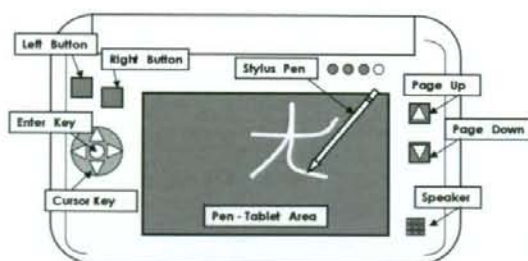 Left Button
Right Button
Stylus Pen
Page Up
Enter Key
Page Down
Cursor Key
Speaker
Pen - Tablet Area